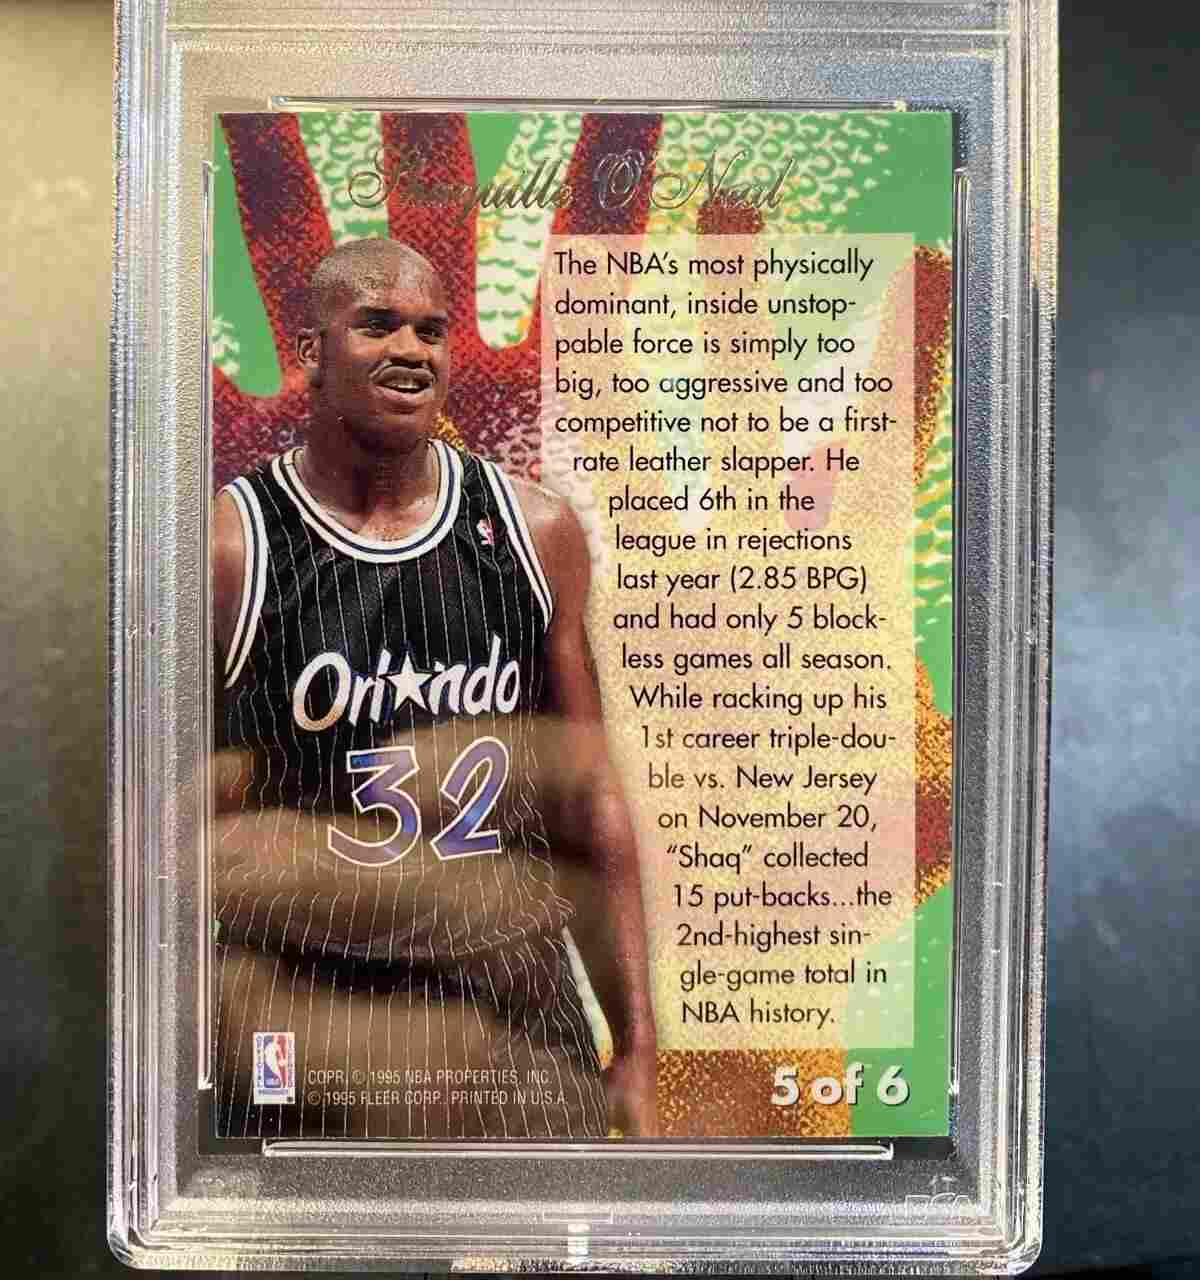 Shaquille O'Neal
The NBA's most physically
dominant, inside unstop-
pable force is simply too
big, too aggressive and too
competitive not to be a first-
rate leather slapper. He
placed 6th in the
league in rejections
last year (2.85 BPG)
and had only 5 block-
less games all season.
While racking up his
1st career triple-dou-
ble vs. New Jersey
on November 20,
“Shaq” collected
15 put-backs...the
2nd-highest sin-
gle-game total in
NBA history.
Orlando
32
COPR. © 1995 NBA PROPERTIES, INC.
© 1995 FLEER CORP. PRINTED IN U.S.A.
5 of 6
PSA